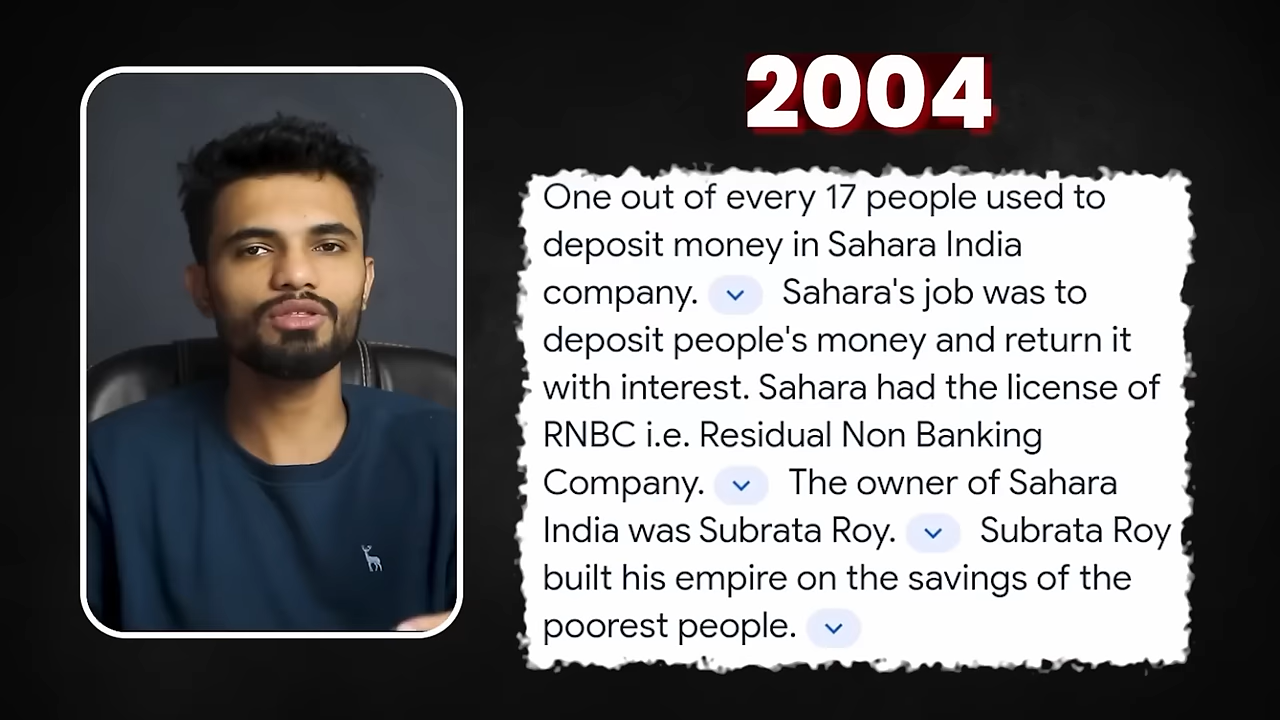 2004
One out of every 17 people used to
deposit money in Sahara India
company. Sahara's job was to
deposit people's money and return it
with interest. Sahara had the license of
RNBC i.e. Residual Non Banking
Company. The owner of Sahara
India was Subrata Roy. Subrata Roy
built his empire on the savings of the
poorest people.